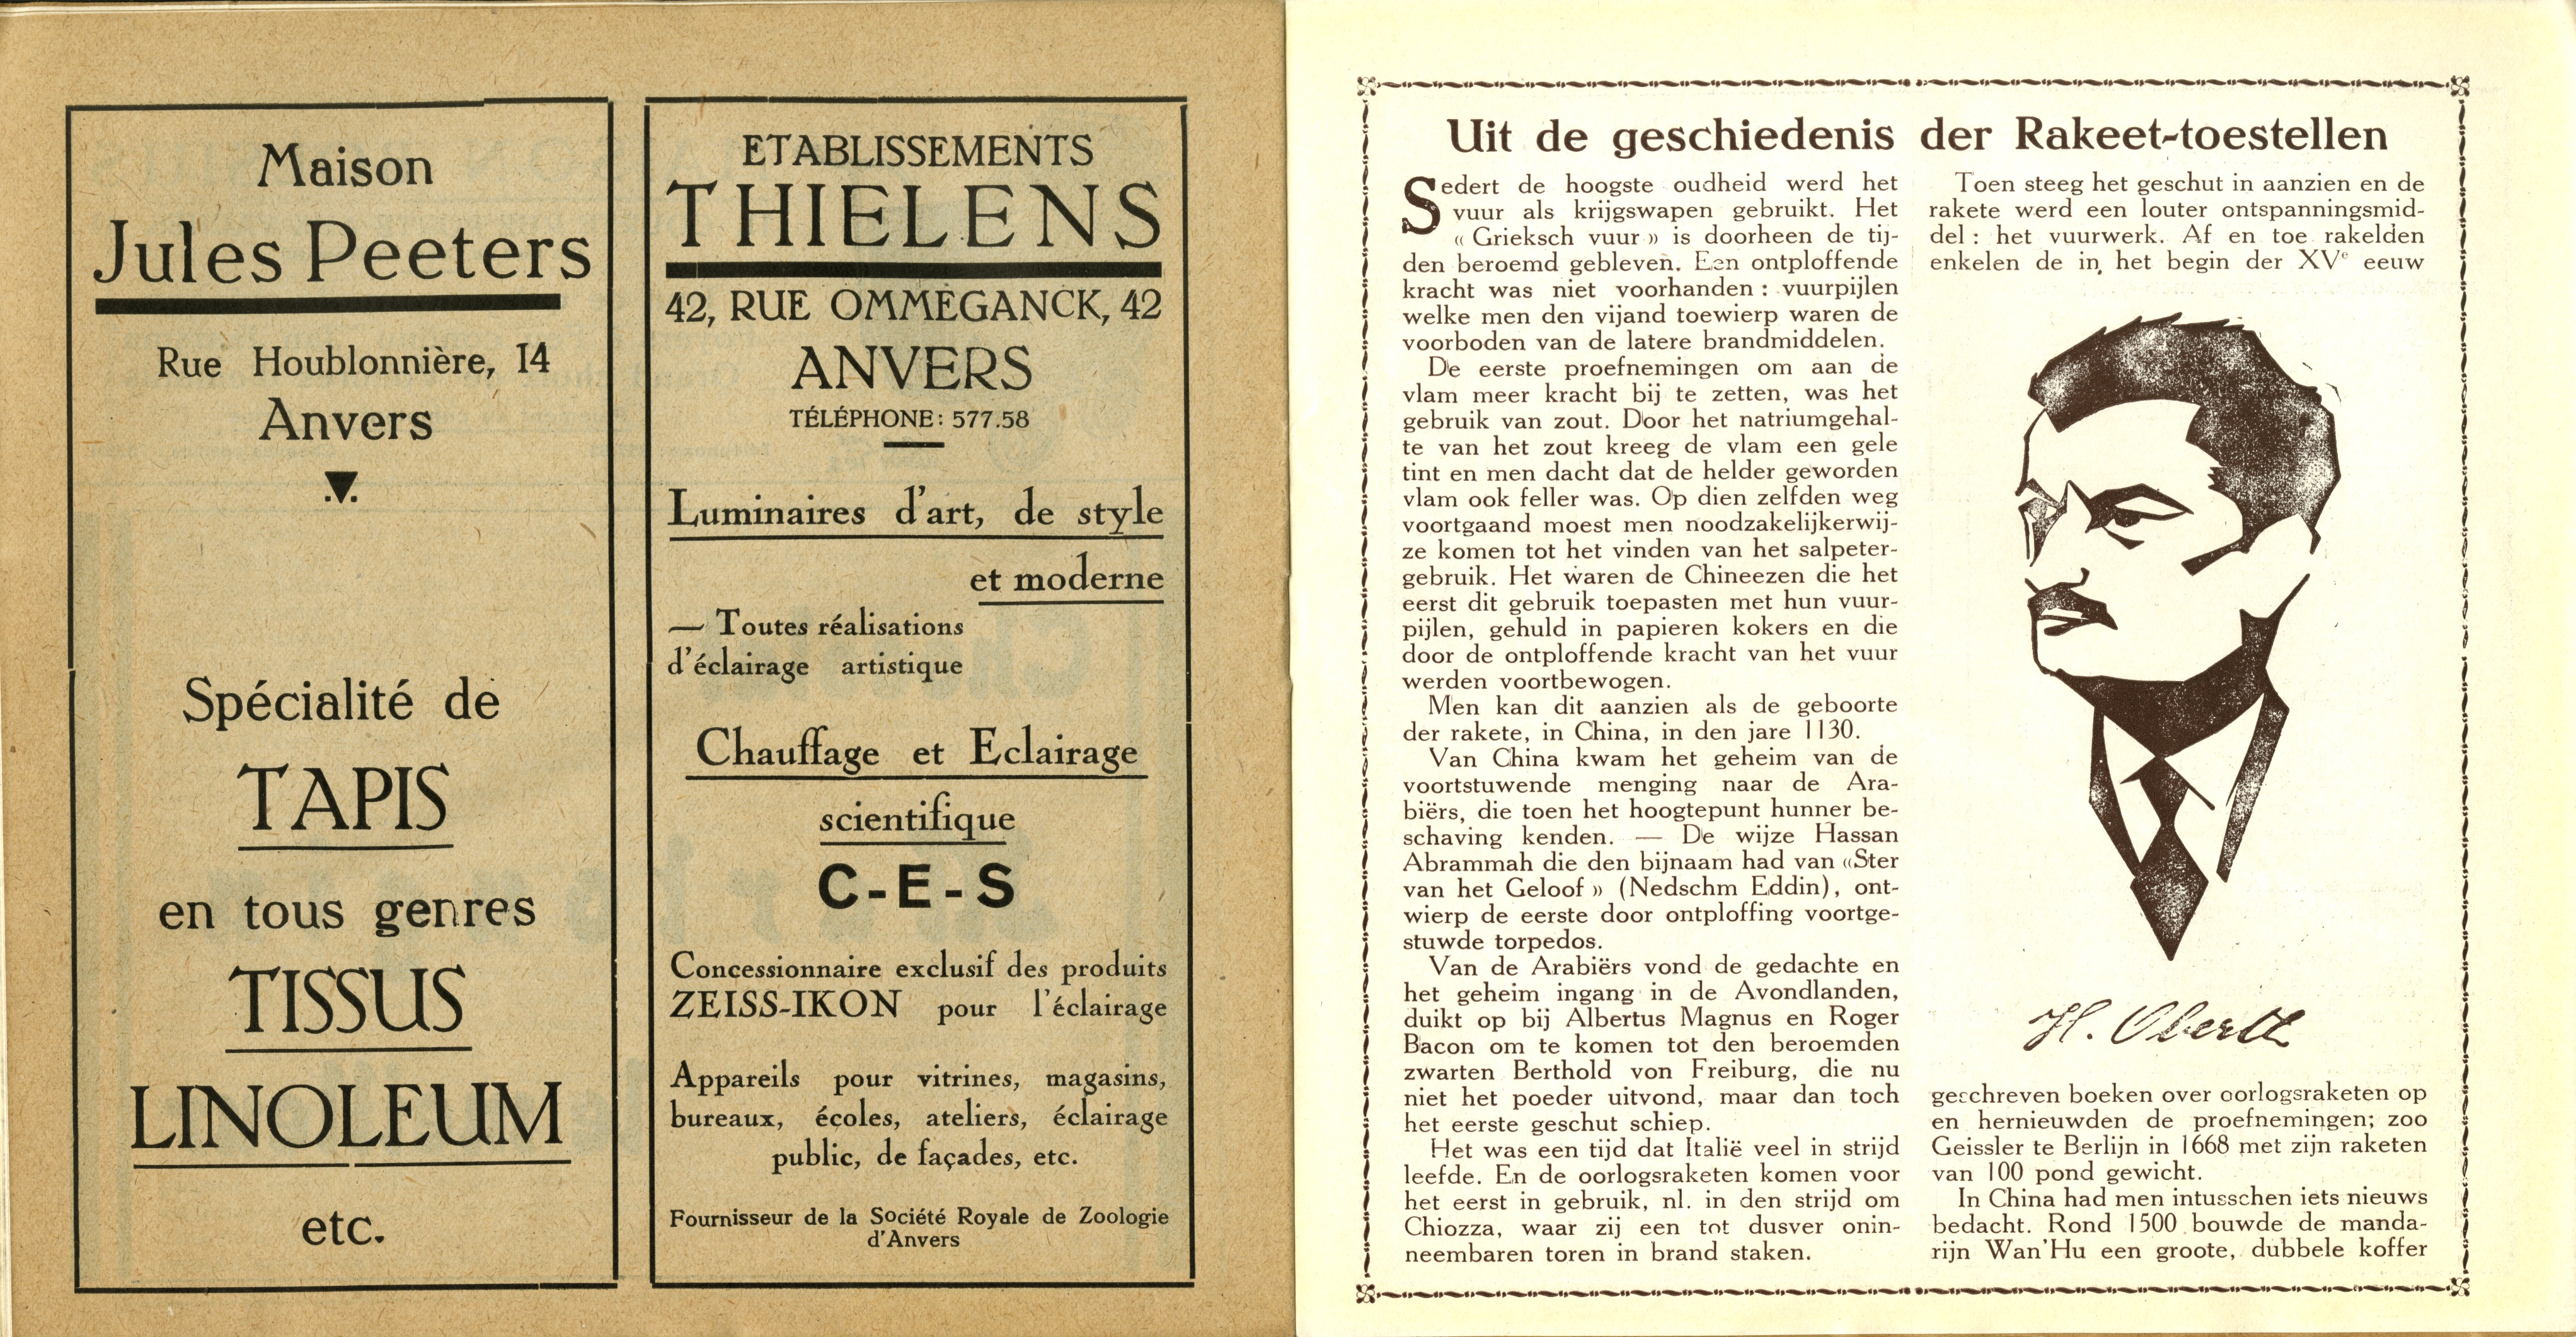 Maison
Jules Peeters
Rue Houblonnière, 14
Anvers
Spécialité de
TAPIS
en tous genres
TISSUS
LINOLEUM
etc.
ETABLISSEMENTS
THIELENS
42, RUE OMMEGANCK, 42
ANVERS
TÉLÉPHONE: 577.58
Luminaires d'art, de style
et moderne
— Toutes réalisations
d'éclairage artistique
Chauffage et Eclairage
scientifique
C-E-S
Concessionnaire exclusif des produits
ZEISS-IKON pour l'éclairage
Appareils pour vitrines, magasins,
bureaux, écoles, ateliers, éclairage
public, de façades, etc.
Fournisseur de la Société Royale de Zoologie
d'Anvers
Uit de geschiedenis der Rakeet-toestellen
Sedert de hoogste oudheid werd het
vuur als krijgswapen gebruikt. Het
« Grieksch vuur » is doorheen de tij-
den beroemd gebleven. Een ontploffende
kracht was niet voorhanden : vuurpijlen
welke men den vijand toewierp waren de
voorboden van de latere brandmiddelen.
De eerste proefnemingen om aan de
vlam meer kracht bij te zetten, was het
gebruik van zout. Door het natriumgehal-
te van het zout kreeg de vlam een gele
tint en men dacht dat de helder geworden
vlam ook feller was. Op dien zelfden weg
voortgaand moest men noodzakelijkerwij-
ze komen tot het vinden van het salpeter-
gebruik. Het waren de Chineezen die het
eerst dit gebruik toepasten met hun vuur-
pijlen, gehuld in papieren kokers en die
door de ontploffende kracht van het vuur
werden voortbewogen.
Men kan dit aanzien als de geboorte
der rakete, in China, in den jare 1130.
Van China kwam het geheim van de
voortstuwende menging naar de Ara-
biërs, die toen het hoogtepunt hunner be-
schaving kenden. — De wijze Hassan
Abrammah die den bijnaam had van «Ster
van het Geloof » (Nedschm Eddin), ont-
wierp de eerste door ontploffing voortge-
stuwde torpedos.
Van de Arabiërs vond de gedachte en
het geheim ingang in de Avondlanden,
duikt op bij Albertus Magnus en Roger
Bacon om te komen tot den beroemden
zwarten Berthold von Freiburg, die nu
niet het poeder uitvond, maar dan toch
het eerste geschut schiep.
Het was een tijd dat Italië veel in strijd
leefde. En de oorlogsraketen komen voor
het eerst in gebruik, nl. in den strijd om
Chiozza, waar zij een tot dusver onin-
neembaren toren in brand staken.
Toen steeg het geschut in aanzien en de
rakete werd een louter ontspanningsmid-
del : het vuurwerk. Af en toe rakelden
enkelen de in het begin der XVe eeuw
H. Oberth
geschreven boeken over oorlogsraketen op
en hernieuwden de proefnemingen; zoo
Geissler te Berlijn in 1668 met zijn raketen
van 100 pond gewicht.
In China had men intusschen iets nieuws
bedacht. Rond 1500 bouwde de manda-
rijn Wan'Hu een groote, dubbele koffer